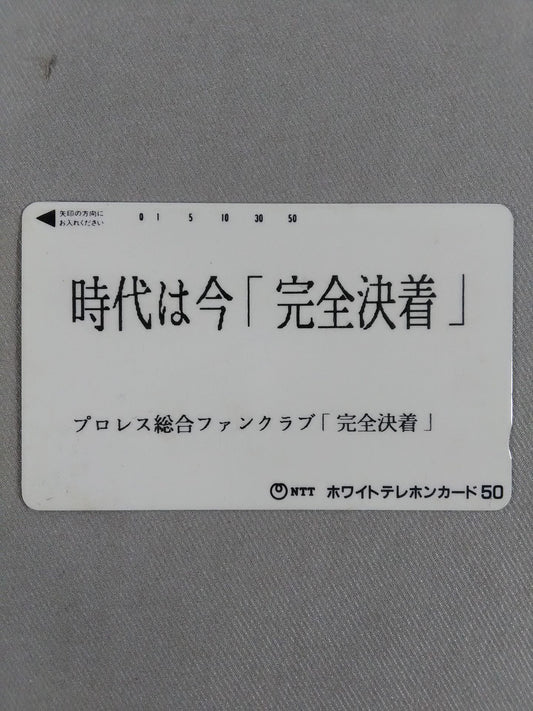 矢印の方向に
お入れください
0 1 5 10 30 50
時代は今「完全決着」
プロレス総合ファンクラブ「完全決着」
NTT ホワイトテレホンカード50